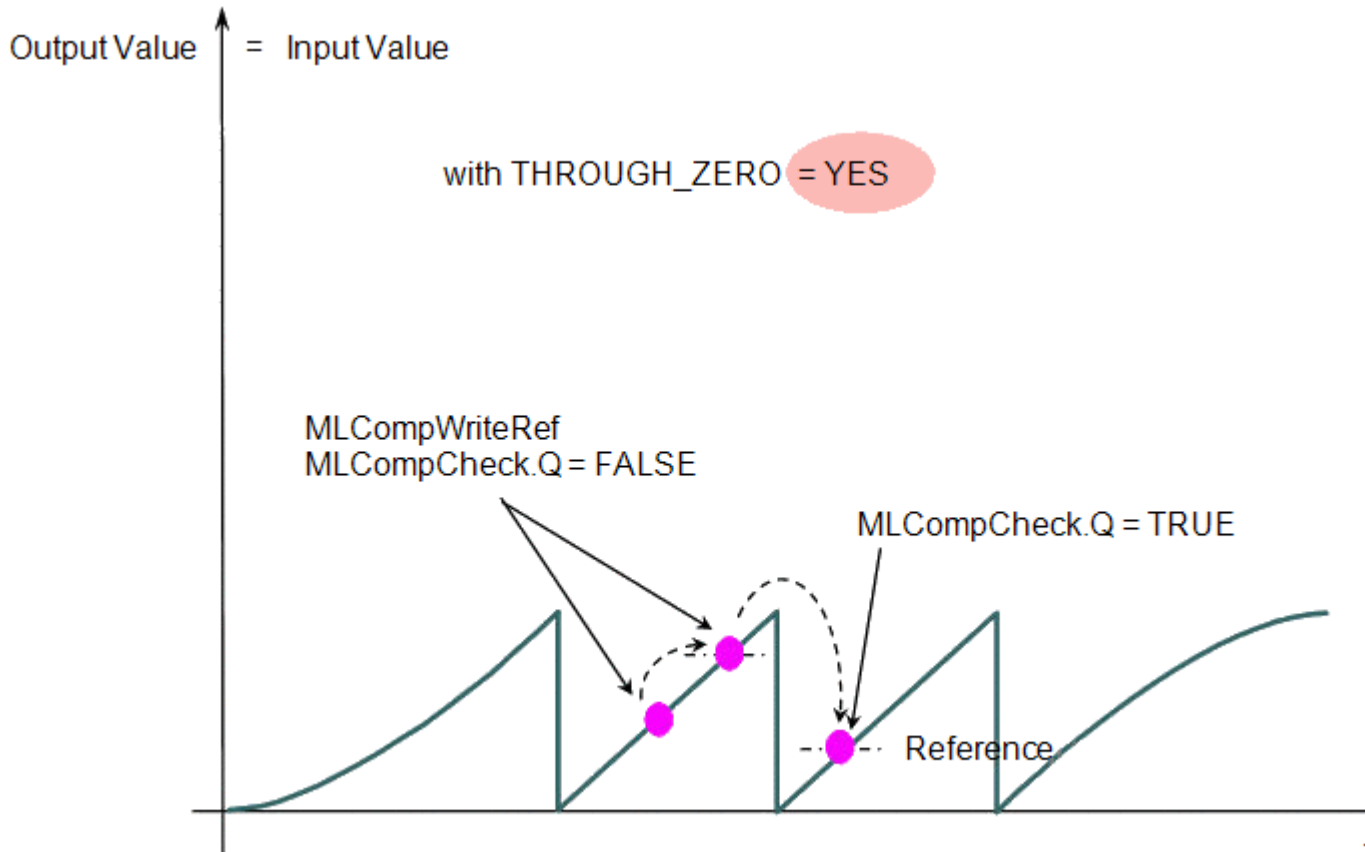 Output Value = Input Value
with THROUGH_ZERO = YES
MLCompWriteRef
MLCompCheck.Q = FALSE
MLCompCheck.Q = TRUE
Reference